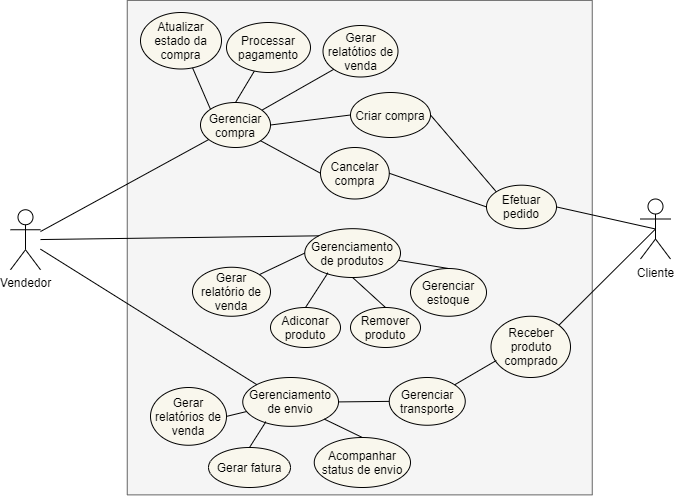 Atualizar
estado da
compra
Processar
pagamento
Gerar
relatótios de
venda
Gerenciar
compra
Criar compra
Cancelar
compra
Efetuar
pedido
Vendedor
Cliente
Gerenciamento
de produtos
Gerar
relatório de
venda
Gerenciar
estoque
Adiconar
produto
Remover
produto
Receber
produto
comprado
Gerenciamento
de envio
Gerenciar
transporte
Gerar
relatórios de
venda
Gerar fatura
Acompanhar
status de envio